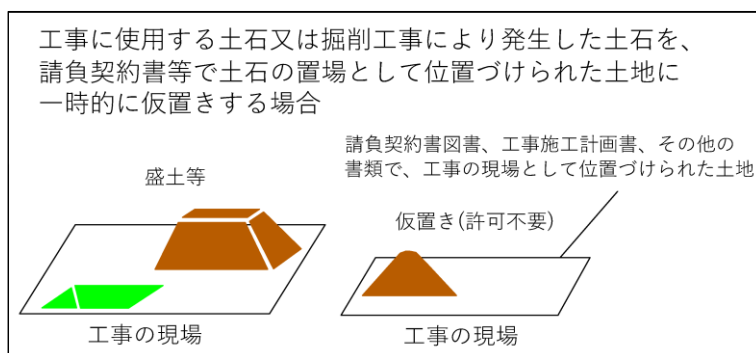 工事に使用する土石又は掘削工事により発生した土石を、
請負契約書等で土石の置場として位置づけられた土地に
一時的に仮置きする場合
請負契約書図書、工事施工計画書、その他の
書類で、工事の現場として位置づけられた土地
盛土等
仮置き(許可不要)
工事の現場
工事の現場